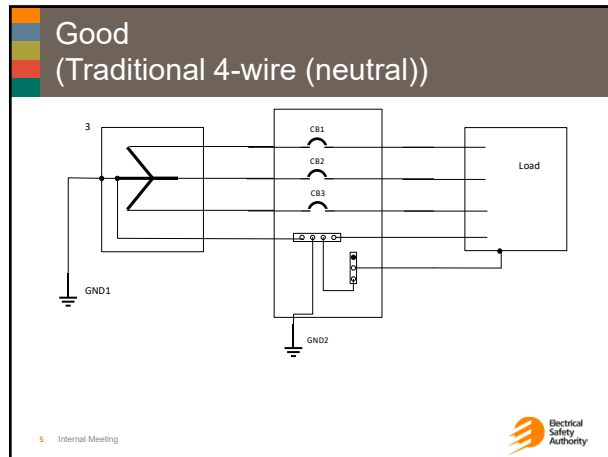 Good
(Traditional 4-wire (neutral))
3
CB1
CB2
CB3
Load
GND1
GND2
5 Internal Meeting
Electrical
Safety
Authority